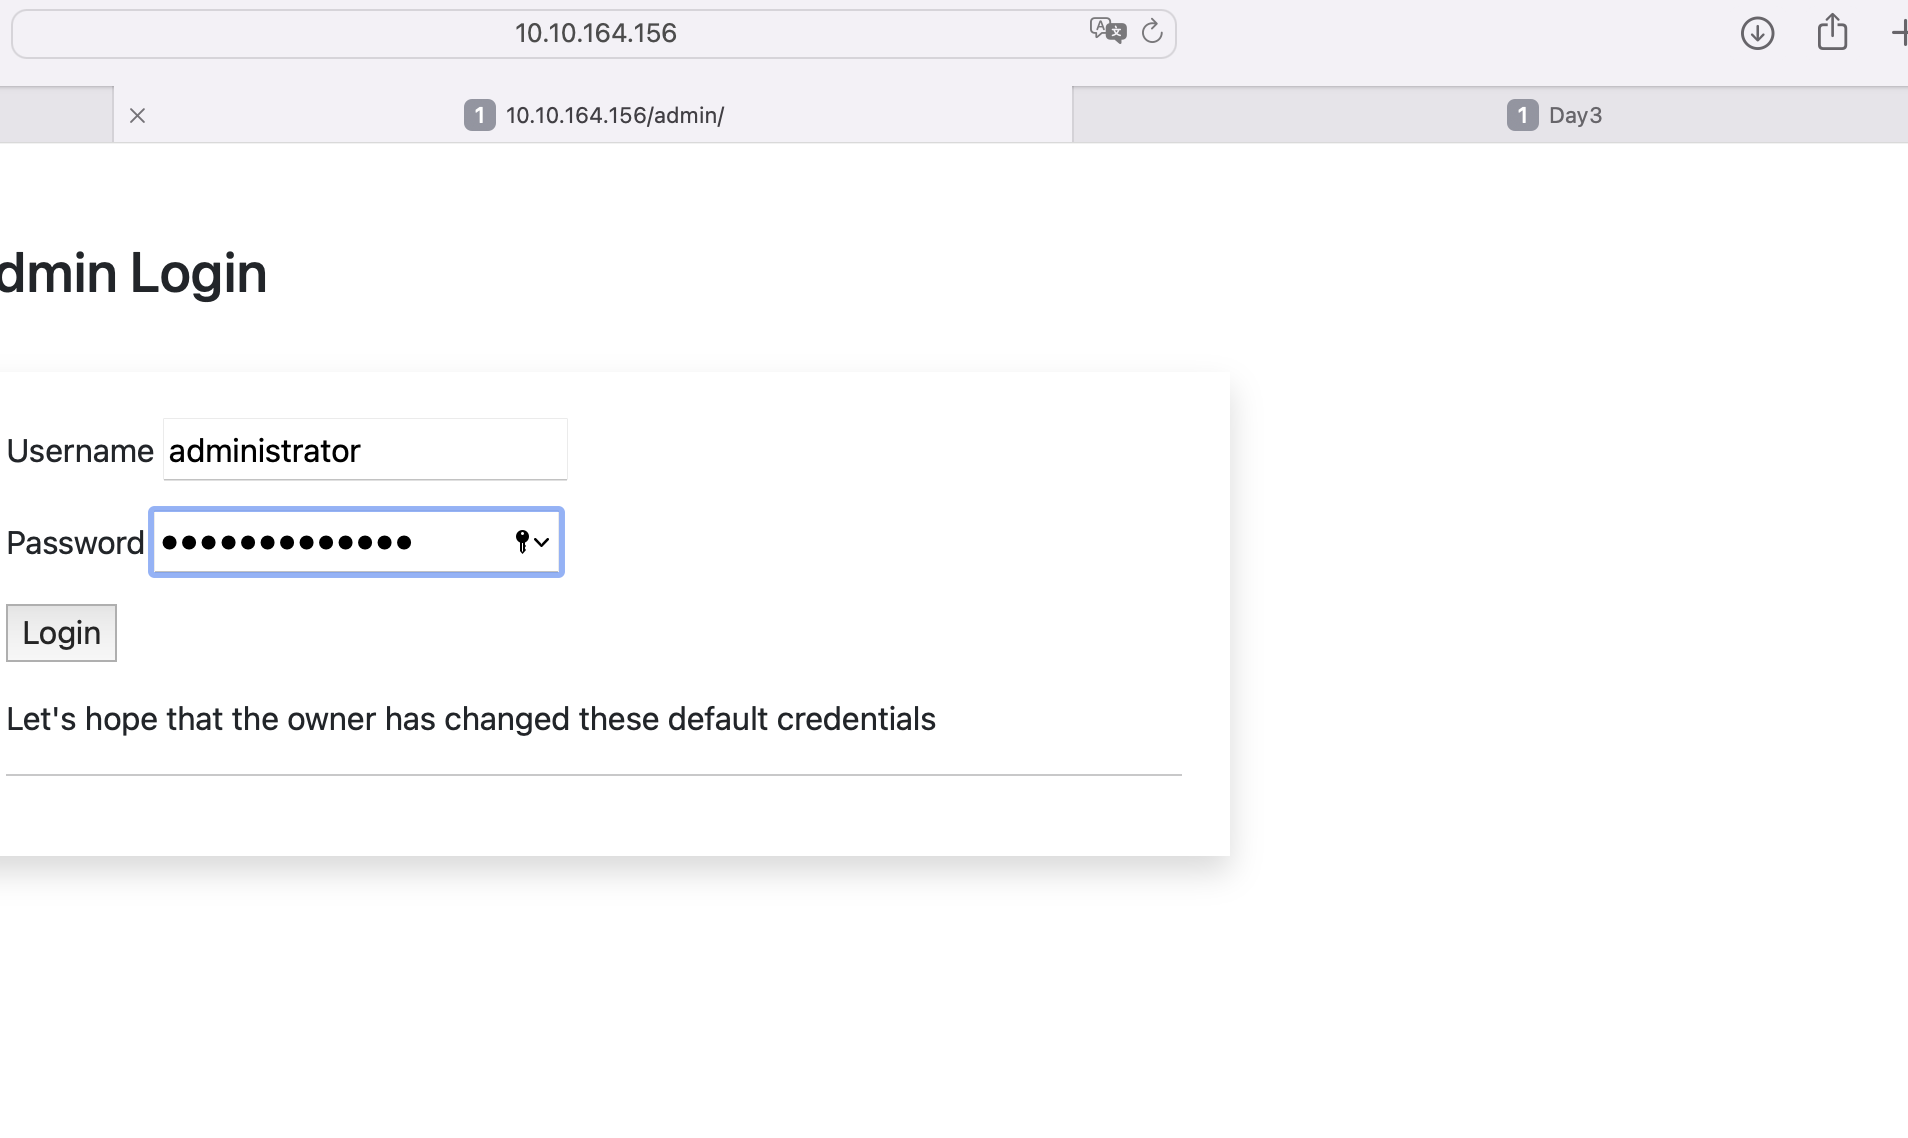 10.10.164.156
1 10.10.164.156/admin/
1 Day3
dmin Login
Username administrator
Password
Login
Let's hope that the owner has changed these default credentials